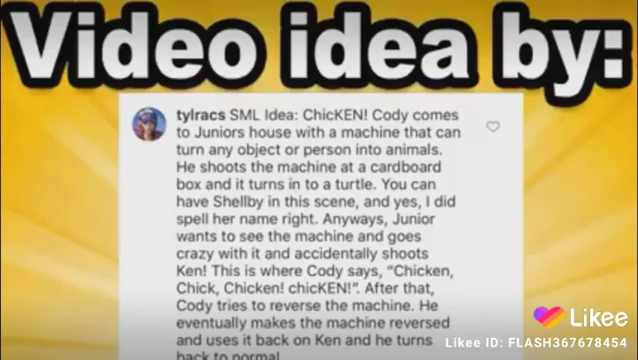 Video idea by:
tylracs SML Idea: ChicKEN! Cody comes
to Juniors house with a machine that can
turn any object or person into animals.
He shoots the machine at a cardboard
box and it turns in to a turtle. You can
have Shellby in this scene, and yes, I did
spell her name right. Anyways, Junior
wants to see the machine and goes
crazy with it and accidentally shoots
Ken! This is where Cody says, “Chicken,
Chick, Chicken! chicKEN!”. After that,
Cody tries to reverse the machine. He
eventually makes the machine reversed
and uses it back on Ken and he turns
back to normal
Likee
Likee ID: FLASH367678454